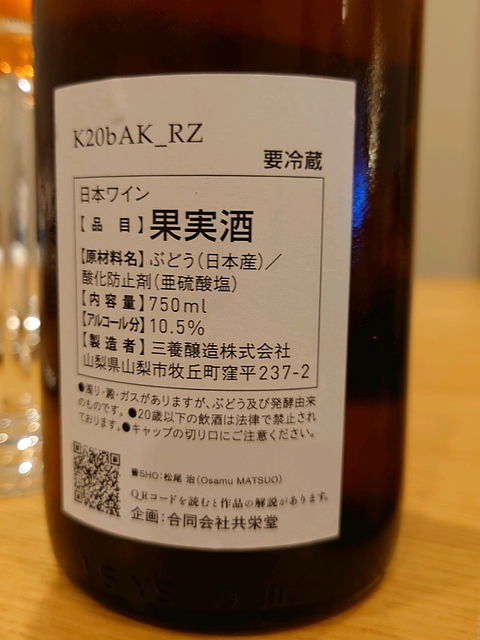 K20bAK_RZ
要冷蔵
日本ワイン
【品 目】果実酒
【原材料名】ぶどう(日本産)/
酸化防止剤(亜硫酸塩)
【内 容 量】750ml
【アルコール分】10.5%
【製 造 者】三養醸造株式会社
山梨県山梨市牧丘町窪平237-2
●濁り・澱・ガスがありますが、ぶどう及び発酵由来
のものです。●20歳以下の飲酒は法律で禁止され
ております。●キャップの切り口にご注意ください。
SHO:松尾 治(Osamu MATSUO)
QRコードを読むと作品の解説があります。
企画:合同会社共栄堂